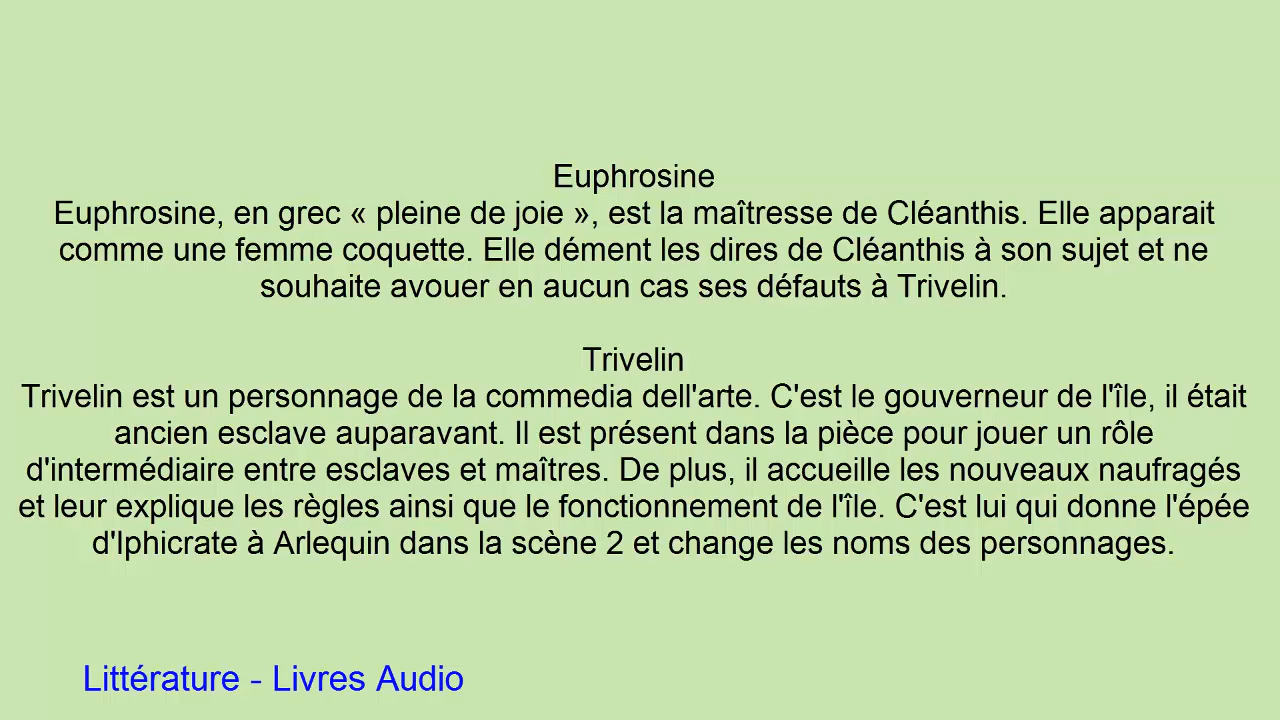 Euphrosine
Euphrosine, en grec « pleine de joie », est la maîtresse de Cléanthis. Elle apparait
comme une femme coquette. Elle dément les dires de Cléanthis à son sujet et ne
souhaite avouer en aucun cas ses défauts à Trivelin.
Trivelin
Trivelin est un personnage de la commedia dell'arte. C'est le gouverneur de l'île, il était
ancien esclave auparavant. Il est présent dans la pièce pour jouer un rôle
d'intermédiaire entre esclaves et maîtres. De plus, il accueille les nouveaux naufragés
et leur explique les règles ainsi que le fonctionnement de l'île. C'est lui qui donne l'épée
d'Iphicrate à Arlequin dans la scène 2 et change les noms des personnages.
Littérature - Livres Audio